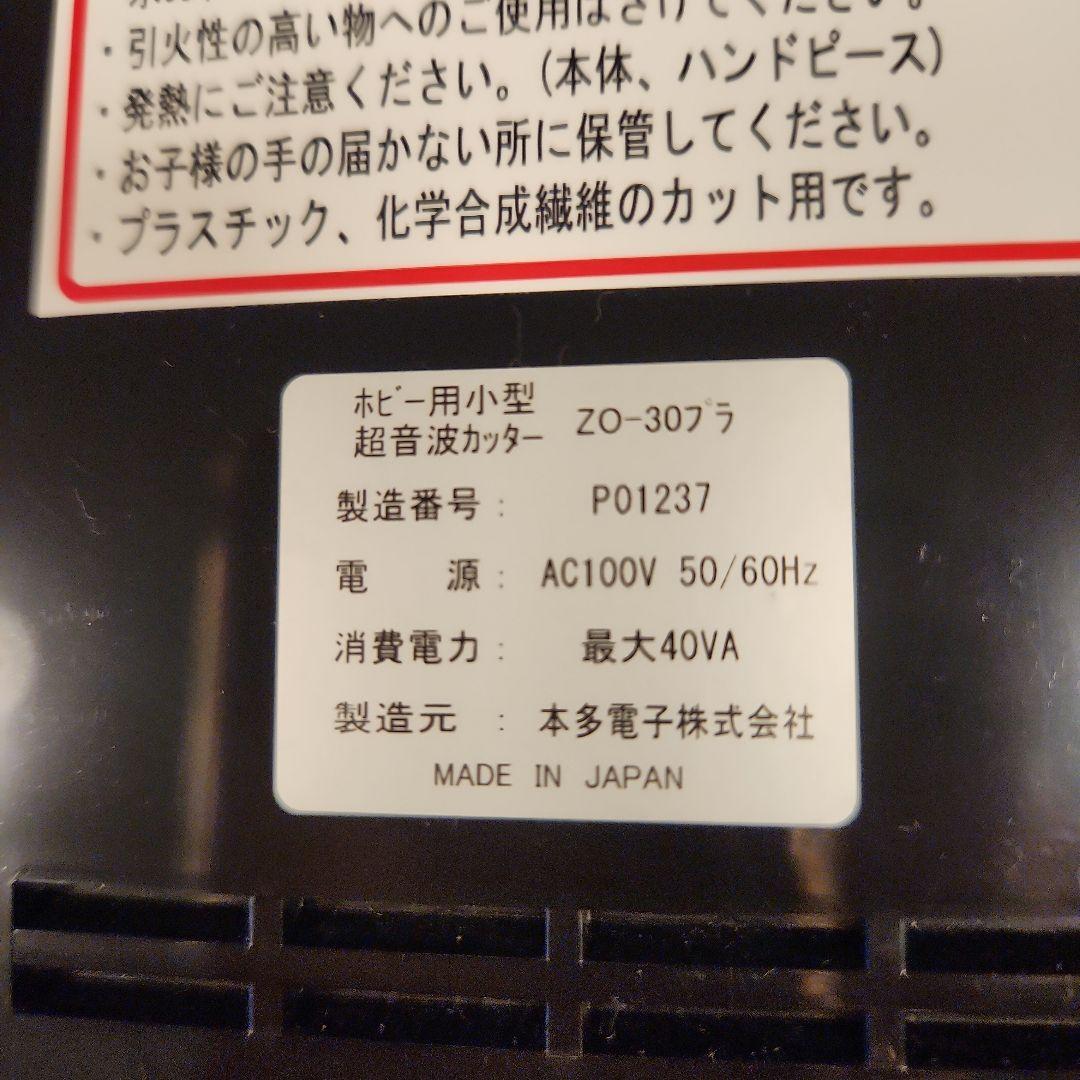 ・引火性の高い物へのご使用はさけてください。
・発熱にご注意ください。(本体、ハンドピース)
・お子様の手の届かない所に保管してください。
・プラスチック、化学合成繊維のカット用です。
ﾎﾋﾞｰ用小型
超音波ｶｯﾀｰ ZO-30ﾌﾟﾗ
製造番号： P01237
電　　源： AC100V 50/60Hz
消費電力： 最大40VA
製造元　： 本多電子株式会社
MADE IN JAPAN